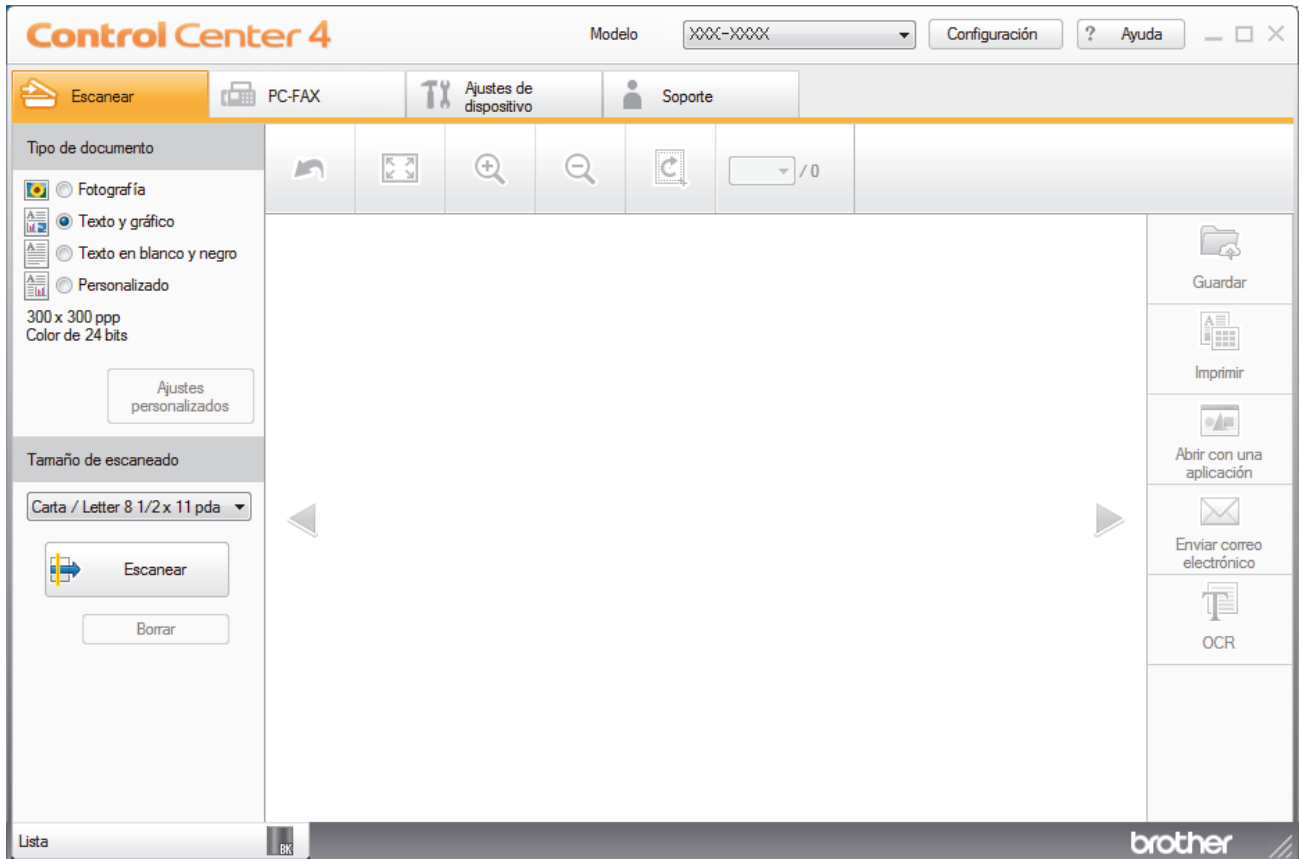 Control Center 4
Modelo
XXX-XXXX
Configuración
? Ayuda
Escanear
PC-FAX
Ajustes de
dispositivo
Soporte
Tipo de documento
Fotografía
Texto y gráfico
Texto en blanco y negro
Personalizado
300 x 300 ppp
Color de 24 bits
Ajustes
personalizados
Tamaño de escaneado
Carta / Letter 8 1/2 x 11 pda
Escanear
Borrar
/ 0
Guardar
Imprimir
Abrir con una
aplicación
Enviar correo
electrónico
OCR
Lista
BK
brother